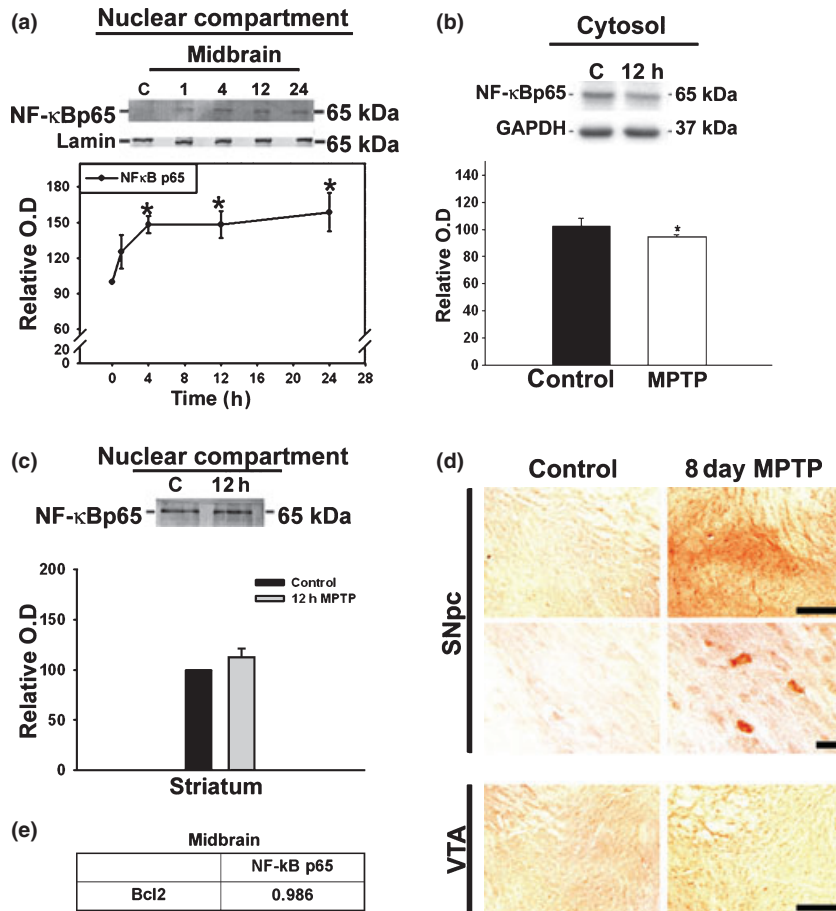 (a)
Nuclear compartment
Midbrain
C 1 4 12 24
NF-κBp65 65 kDa
Lamin 65 kDa
NFκB p65
Relative O.D
180
150
120
90
60
20
0
* * *
0 4 8 12 16 20 24 28
Time (h)
(b)
Cytosol
C 12 h
NF-κBp65 65 kDa
GAPDH 37 kDa
Relative O.D
140
120
100
80
60
40
20
0
*
Control MPTP
(c)
Nuclear compartment
C 12 h
NF-κBp65 65 kDa
Relative O.D
200
150
100
50
0
Control
12 h MPTP
Striatum
(d)
Control 8 day MPTP
SNpc
VTA
(e)
Midbrain
NF-kB p65
Bcl2 0.986